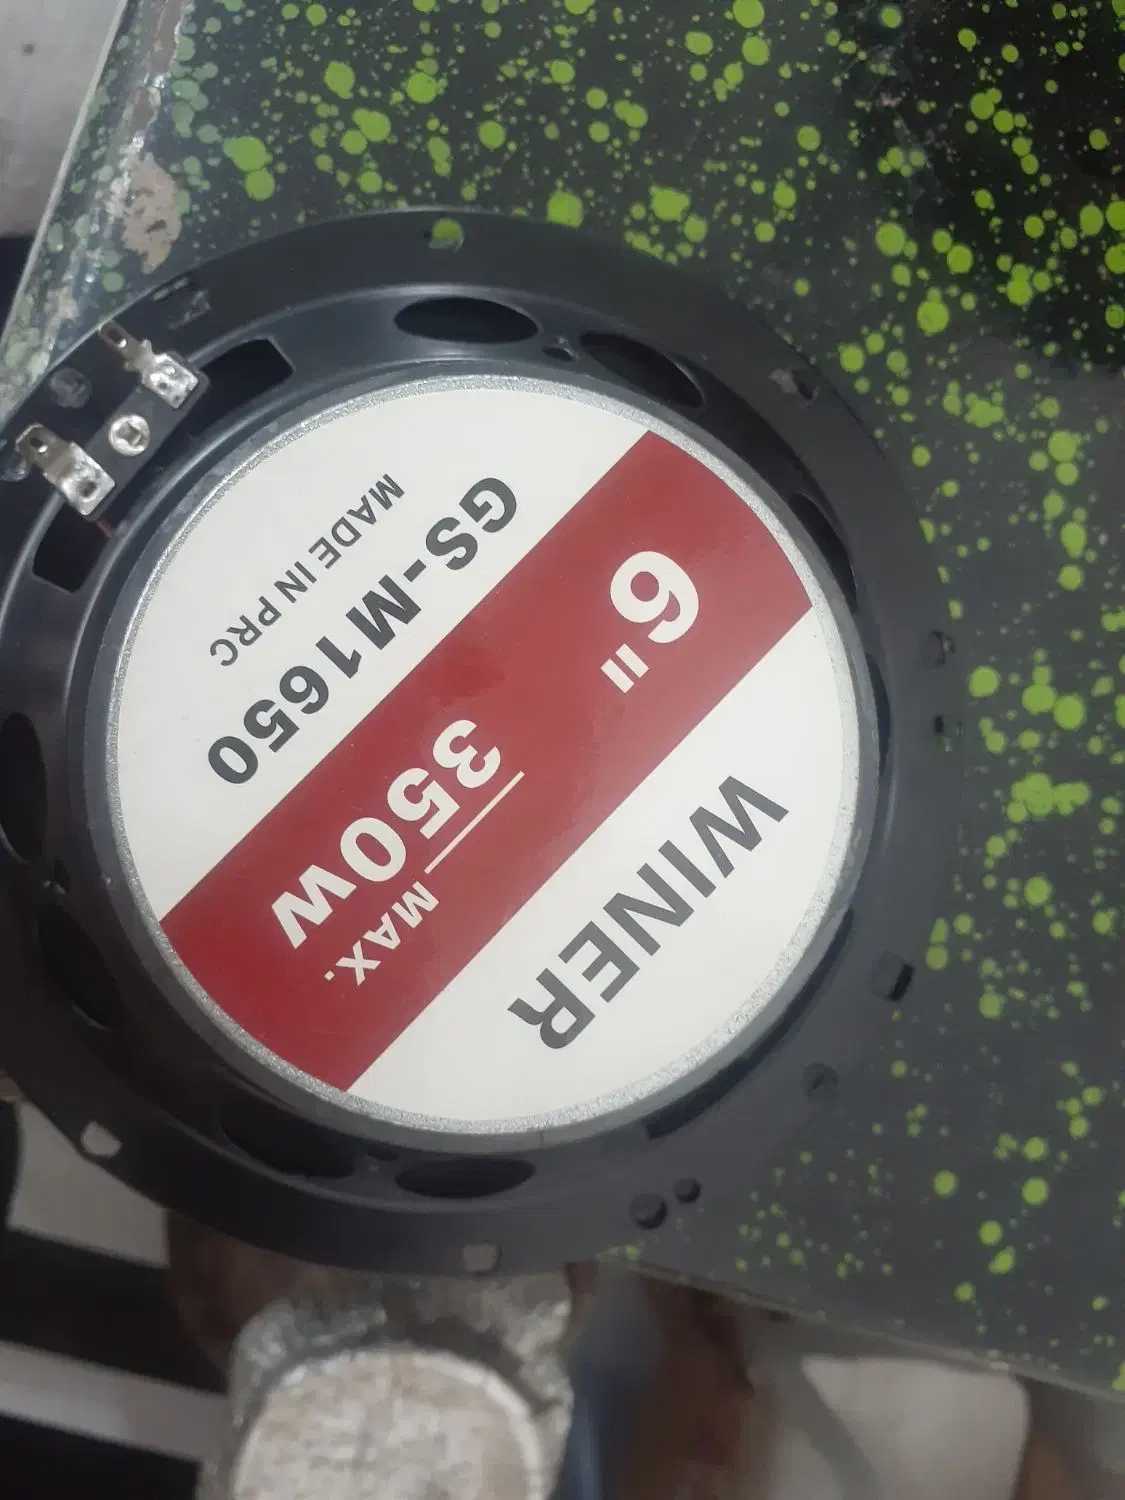 WINER
6"
MAX.
350W
GS-M1650
MADE IN PRC